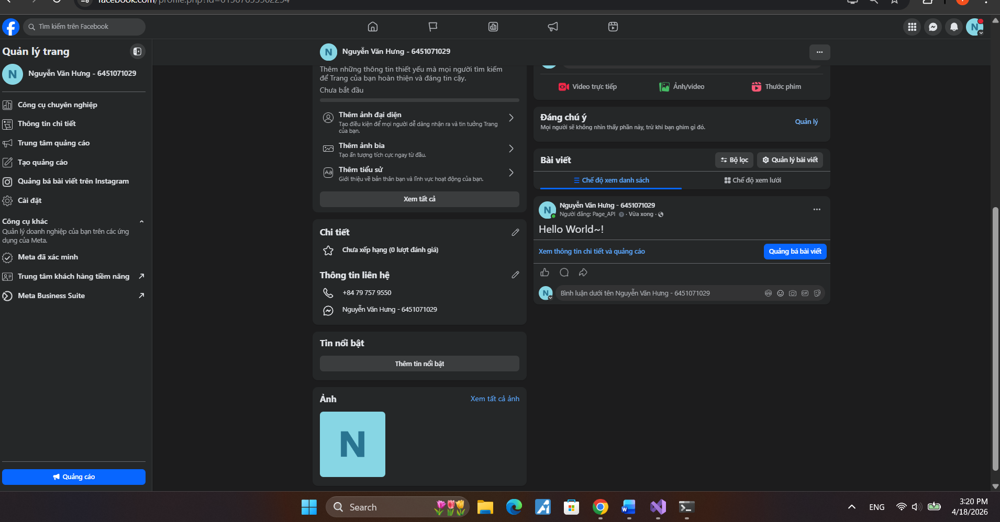 Tìm kiếm trên Facebook
Quản lý trang
N
Nguyễn Văn Hưng - 6451071029
Công cụ chuyên nghiệp
Thông tin chi tiết
Trung tâm quảng cáo
Tạo quảng cáo
Quảng bá bài viết trên Instagram
Cài đặt
Công cụ khác
Quản lý doanh nghiệp của bạn trên các ứng
dụng của Meta.
Meta đã xác minh
Trung tâm khách hàng tiềm năng
Meta Business Suite
Quảng cáo
N
N Nguyễn Văn Hưng - 6451071029
Thêm những thông tin thiết yếu mà mọi người tìm kiếm
để Trang của bạn hoàn thiện và đáng tin cậy.
Chưa bắt đầu
Thêm ảnh đại diện
Tạo điều kiện để mọi người dễ dàng nhận ra và tin tưởng Trang
của bạn.
Thêm ảnh bìa
Tạo ấn tượng tích cực ngay từ đầu.
Aa
Thêm tiểu sử
Giới thiệu về bản thân bạn và lĩnh vực hoạt động của bạn.
Xem tất cả
Chi tiết
Chưa xếp hạng (0 lượt đánh giá)
Thông tin liên hệ
+84 79 757 9550
Nguyễn Văn Hưng - 6451071029
Tin nổi bật
Thêm tin nổi bật
Ảnh
Xem tất cả ảnh
N
Video trực tiếp
Ảnh/video
Thước phim
Đáng chú ý
Mọi người sẽ không nhìn thấy phần này, trừ khi bạn ghim gì đó.
Quản lý
Bài viết
Bộ lọc
Quản lý bài viết
Chế độ xem danh sách
Chế độ xem lưới
N
Nguyễn Văn Hưng - 6451071029
Người đăng: Page_API · Vừa xong ·
Hello World~!
Xem thông tin chi tiết và quảng cáo
Quảng bá bài viết
N
Bình luận dưới tên Nguyễn Văn Hưng - 6451071029
GIF
Search
ENG
3:20 PM
4/18/2026